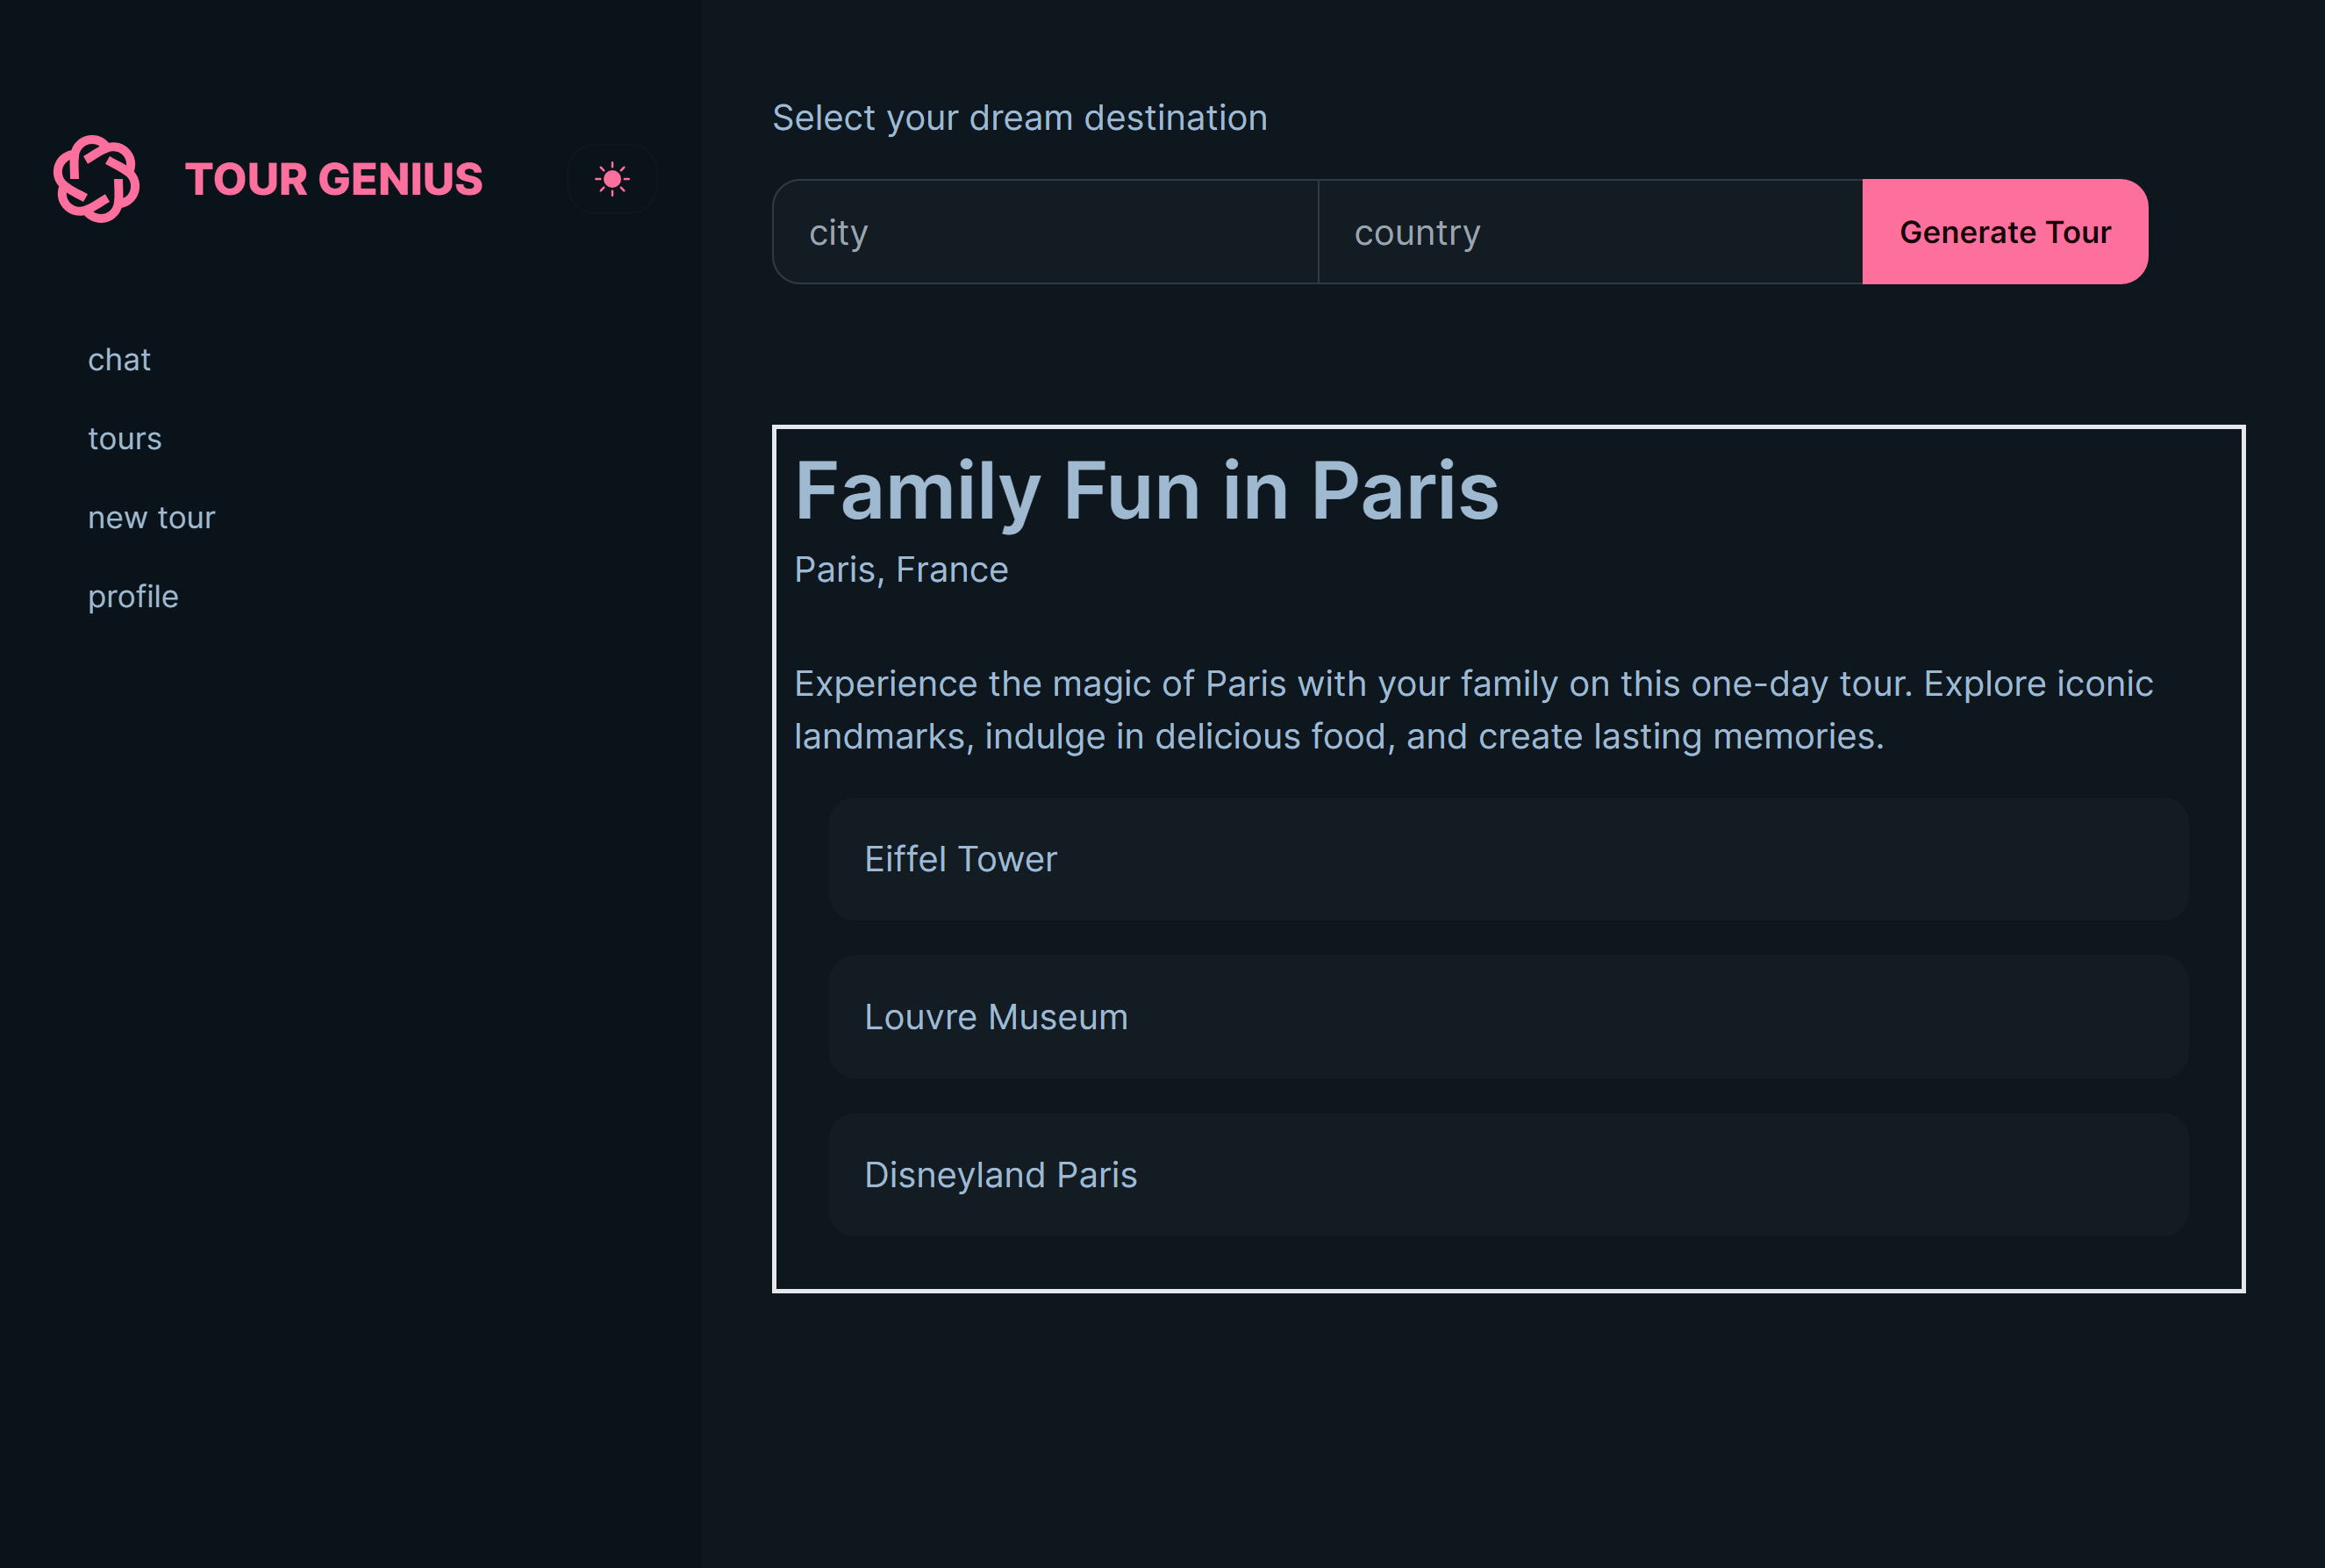 TOUR GENIUS
chat
tours
new tour
profile
Select your dream destination
city
country
Generate Tour
Family Fun in Paris
Paris, France
Experience the magic of Paris with your family on this one-day tour. Explore iconic
landmarks, indulge in delicious food, and create lasting memories.
Eiffel Tower
Louvre Museum
Disneyland Paris